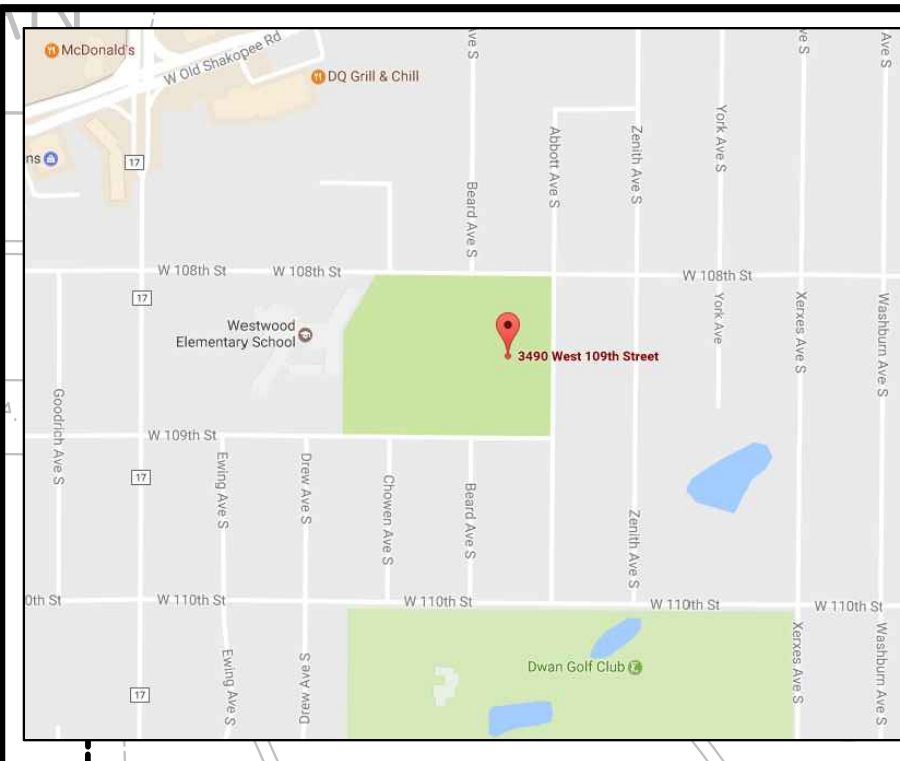 McDonald's
W Old Shakopee Rd
DQ Grill & Chill
ve S
ve S
Ave S
ns
17
Beard Ave S
Abbott Ave S
Zenith Ave S
York Ave S
W 108th St
W 108th St
W 108th St
17
Westwood
Elementary School
3490 West 109th Street
York Ave
Xerxes Ave S
Washburn Ave S
Goodrich Ave S
W 109th St
17
Ewing Ave S
Drew Ave S
Chowen Ave S
Beard Ave S
Zenith Ave S
0th St
W 110th St
W 110th St
W 110th St
W 110th St
Ewing Ave S
Drew Ave S
Dwan Golf Club
Xerxes Ave S
Washburn Ave S
17